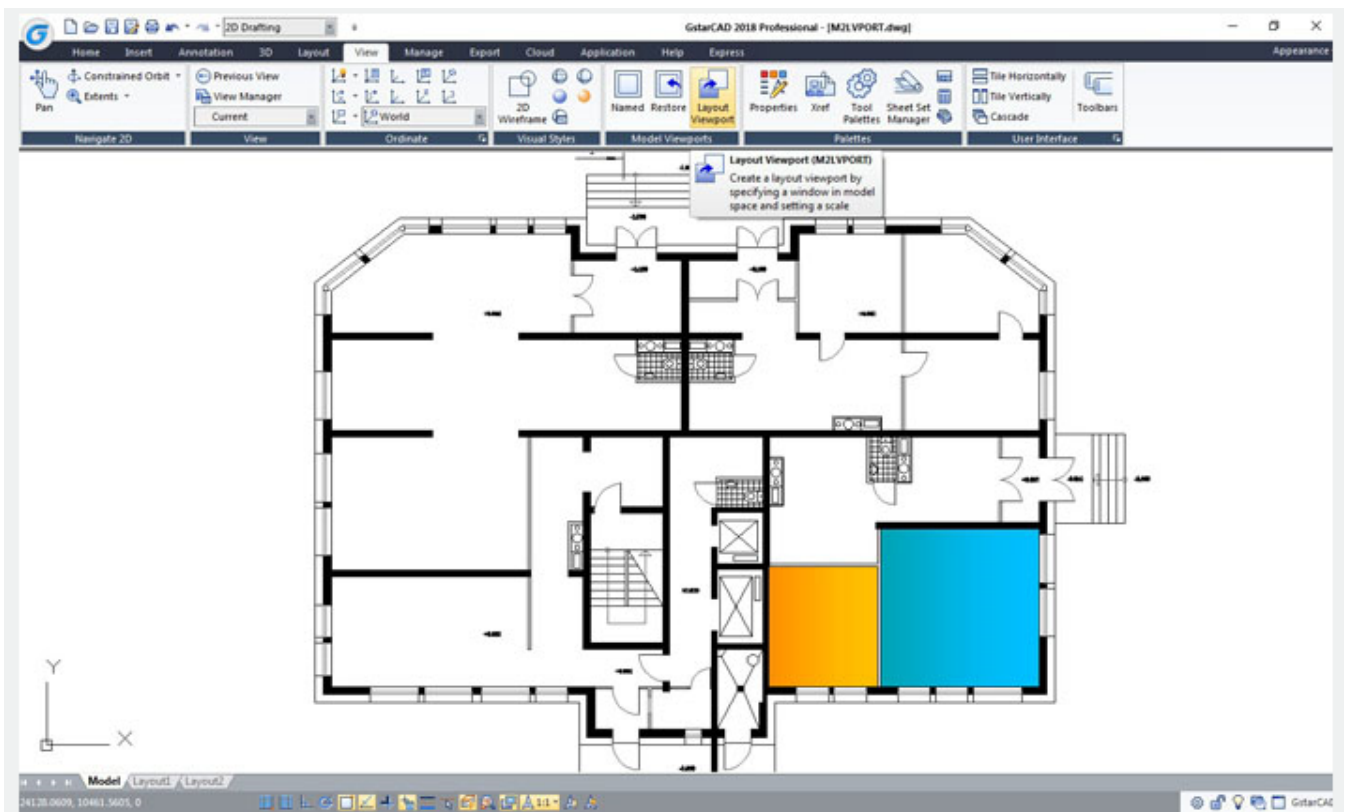 2D Drafting
GstarCAD 2018 Professional - [M2LVPORT.dwg]
Home Insert Annotation 3D Layout View Manage Export Cloud Application Help Express Appearance
Constrained Orbit
Previous View
Tile Horizontally
Extents
View Manager
Tile Vertically
Pan
Current
World
2D
Wireframe
Named Restore Layout
Viewport
Properties Xref Tool
Palettes
Sheet Set
Manager
Cascade
Toolbars
Navigate 2D View Ordinate Visual Styles Model Viewports Palettes User Interface
Layout Viewport (M2LVPORT)
Create a layout viewport by
specifying a window in model
space and setting a scale
Y
X
Model Layout1 Layout2
24128.0609, 10461.5605, 0
1:1
GstarCAD